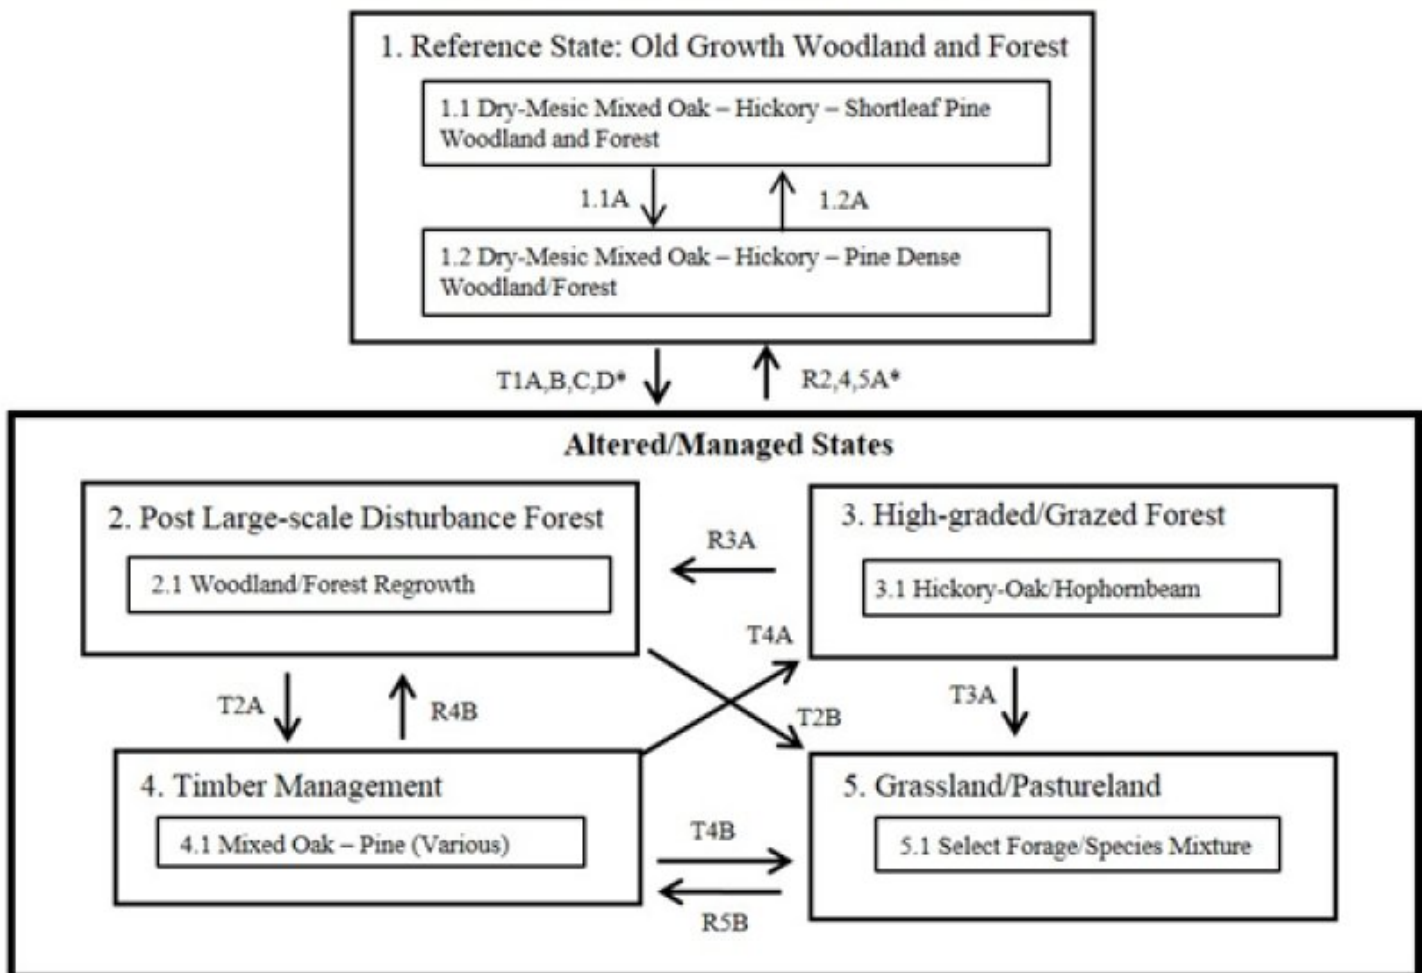 1. Reference State: Old Growth Woodland and Forest
1.1 Dry-Mesic Mixed Oak – Hickory – Shortleaf Pine
Woodland and Forest
1.1A
1.2A
1.2 Dry-Mesic Mixed Oak – Hickory – Pine Dense
Woodland/Forest
T1A,B,C,D*
R2,4,5A*
Altered/Managed States
2. Post Large-scale Disturbance Forest
2.1 Woodland/Forest Regrowth
R3A
3. High-graded/Grazed Forest
3.1 Hickory-Oak/Hophornbeam
T4A
T2A
R4B
T2B
T3A
4. Timber Management
4.1 Mixed Oak – Pine (Various)
T4B
R5B
5. Grassland/Pastureland
5.1 Select Forage/Species Mixture